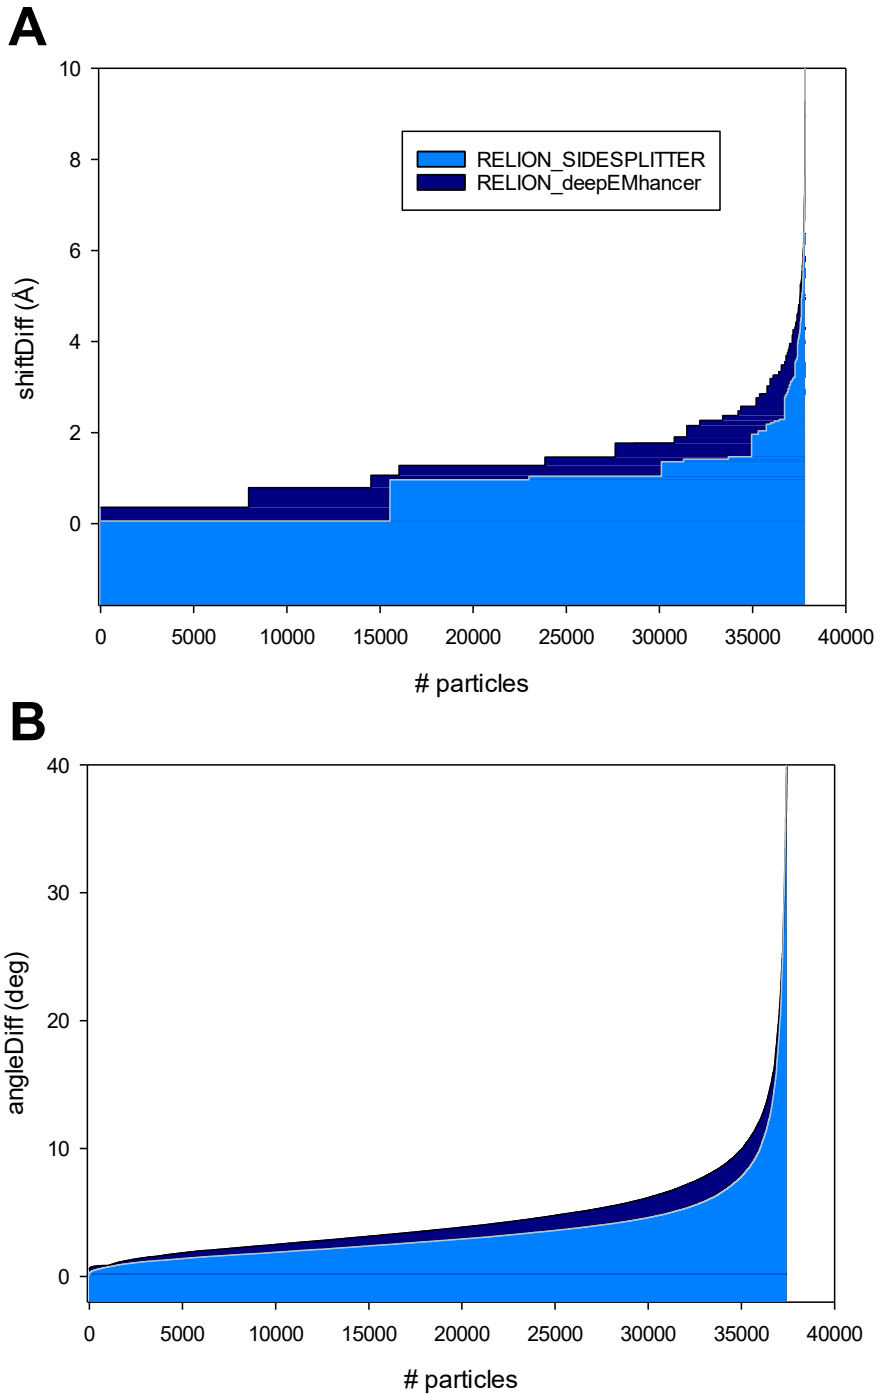 A
10
8
6
4
2
0
shiftDiff (Å)
RELION_SIDESPLITTER
RELION_deepEMhancer
0 5000 10000 15000 20000 25000 30000 35000 40000
# particles
B
40
30
20
10
0
angleDiff (deg)
0 5000 10000 15000 20000 25000 30000 35000 40000
# particles